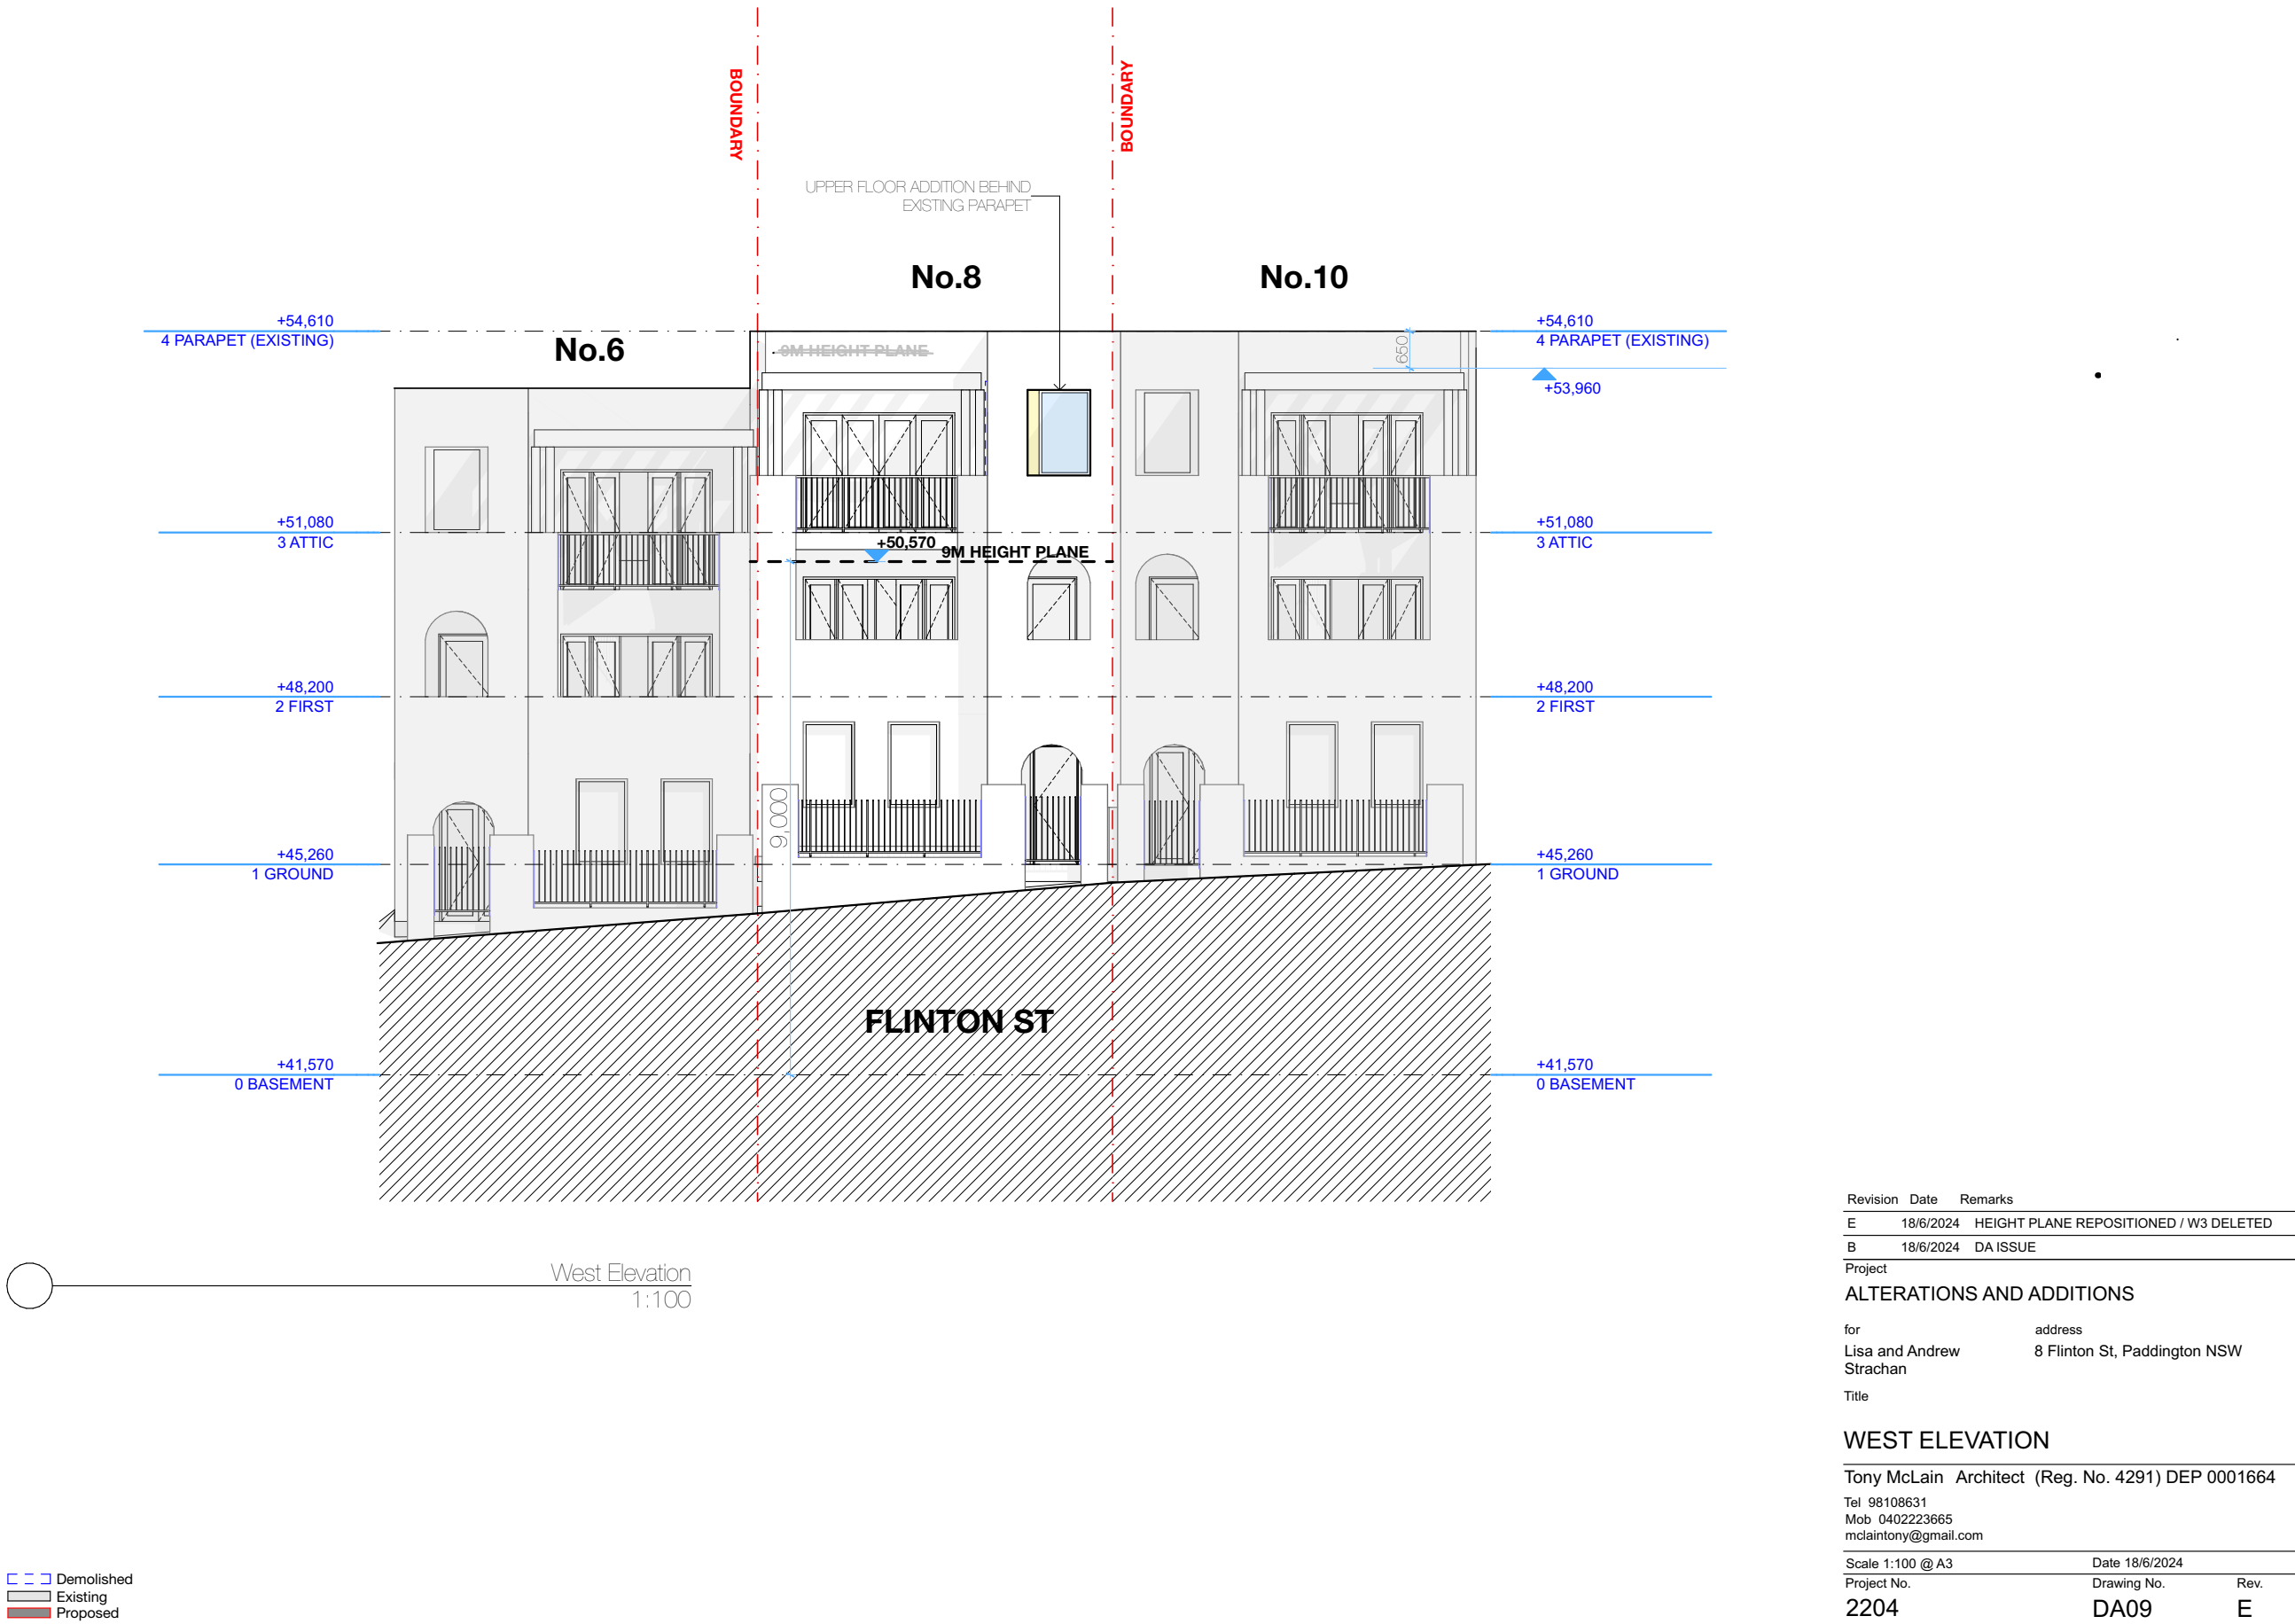 BOUNDARY
BOUNDARY
UPPER FLOOR ADDITION BEHIND
EXISTING PARAPET
No.8
No.10
No.6
+54,610
4 PARAPET (EXISTING)
9M HEIGHT PLANE
650
+54,610
4 PARAPET (EXISTING)
+53,960
+51,080
3 ATTIC
+50,570
9M HEIGHT PLANE
+51,080
3 ATTIC
+48,200
2 FIRST
+48,200
2 FIRST
9,000
+45,260
1 GROUND
+45,260
1 GROUND
FLINTON ST
+41,570
0 BASEMENT
+41,570
0 BASEMENT
West Elevation
1:100
Revision Date Remarks
E 18/6/2024 HEIGHT PLANE REPOSITIONED / W3 DELETED
B 18/6/2024 DA ISSUE
Project
ALTERATIONS AND ADDITIONS
for address
Lisa and Andrew 8 Flinton St, Paddington NSW
Strachan
Title
WEST ELEVATION
Tony McLain Architect (Reg. No. 4291) DEP 0001664
Tel 98108631
Mob 0402223665
mclaintony@gmail.com
Scale 1:100 @ A3 Date 18/6/2024
Project No. Drawing No. Rev.
2204 DA09 E
Demolished
Existing
Proposed